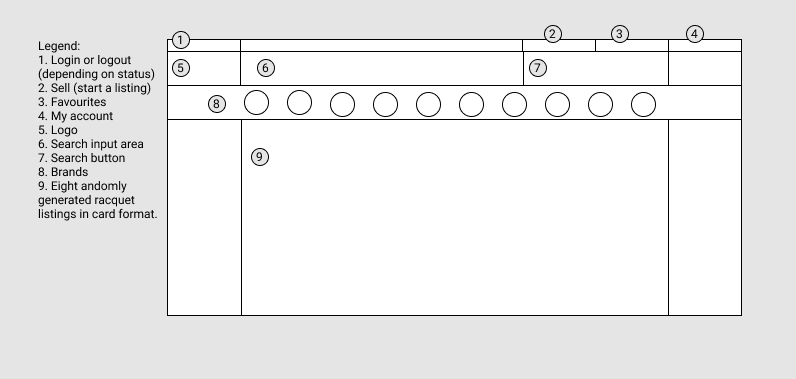 Legend:
1. Login or logout
(depending on status)
2. Sell (start a listing)
3. Favourites
4. My account
5. Logo
6. Search input area
7. Search button
8. Brands
9. Eight andomly
generated racquet
listings in card format.
1
2
3
4
5
6
7
8
9